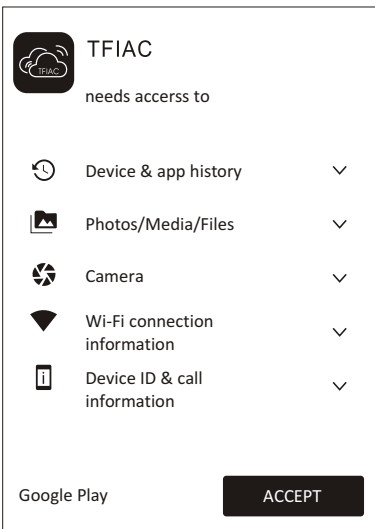 TFIAC
TFIAC
needs accerss to
Device & app history
Photos/Media/Files
Camera
Wi-Fi connection
information
Device ID & call
information
Google Play
ACCEPT